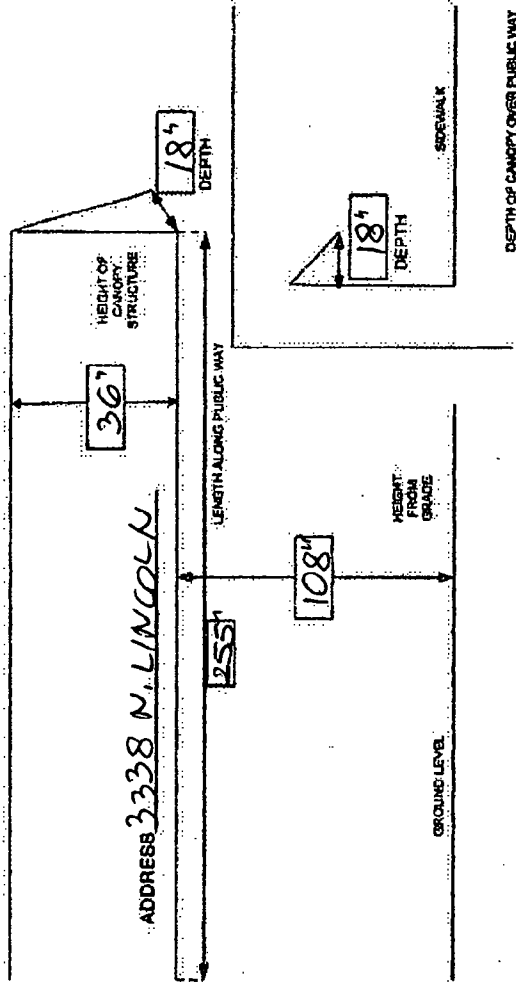 ADDRESS 3338 N. LINCOLN
36"
HEIGHT OF
CANOPY
STRUCTURE
18"
DEPTH
LENGTH ALONG PUBLIC WAY
255"
108"
HEIGHT
FROM
GRADE
GROUND LEVEL
18"
DEPTH
SIDEWALK
DEPTH OF CANOPY OVER PUBLIC WAY